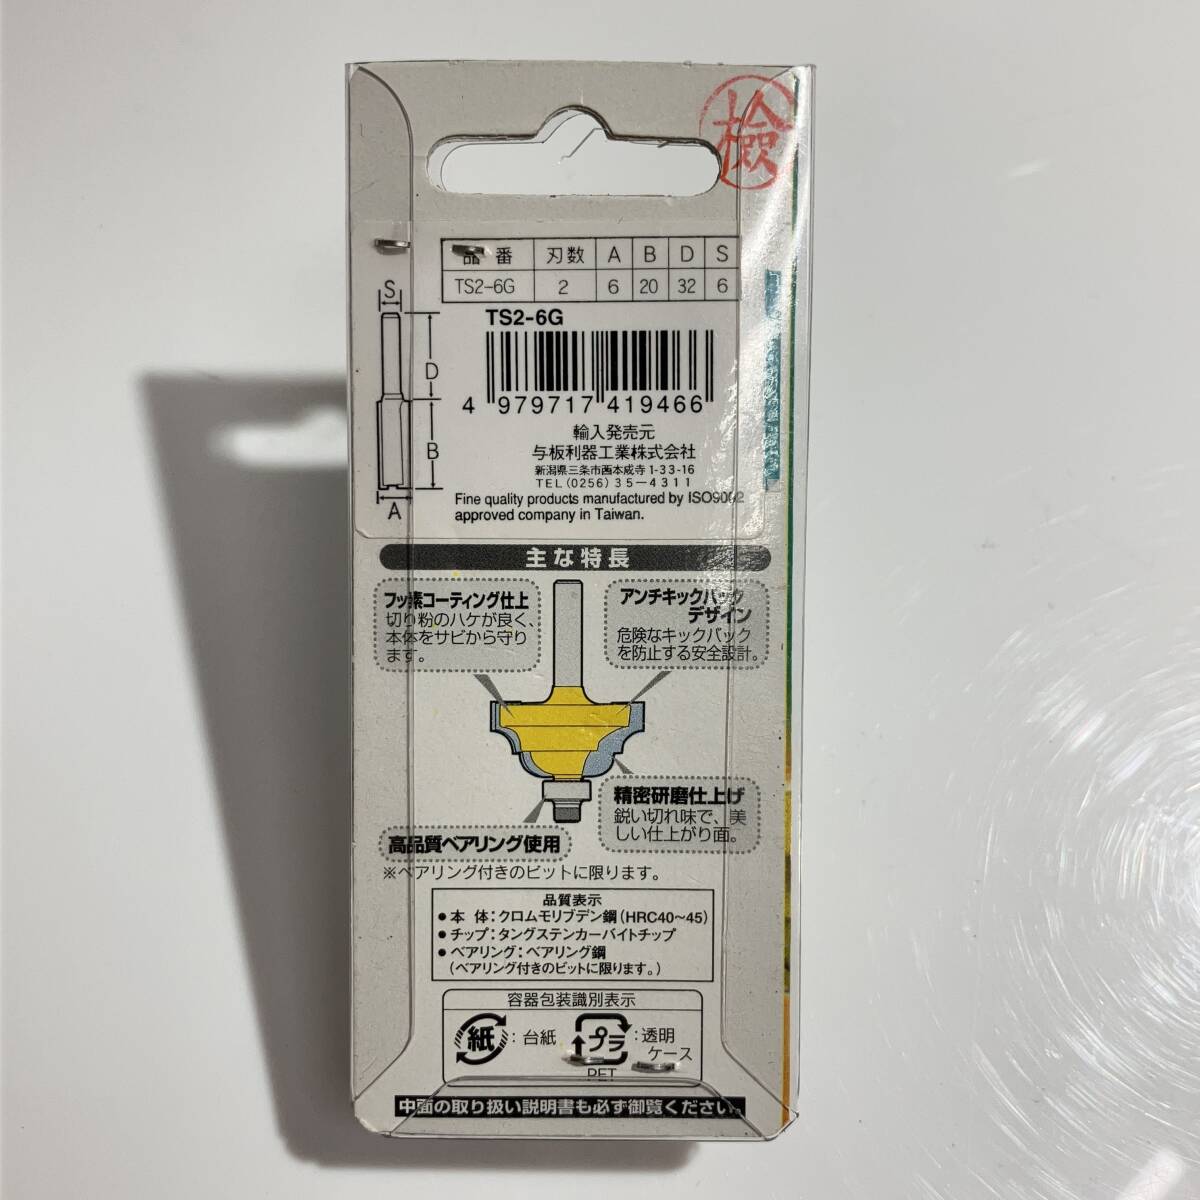 検
品番 刃数 A B D S
TS2-6G 2 6 20 32 6
S
D
B
A
TS2-6G
4 979717 419466
輸入発売元
与板利器工業株式会社
新潟県三条市西本成寺1-33-16
TEL(0256)35-4311
Fine quality products manufactured by ISO9002
approved company in Taiwan.
主な特長
フッ素コーティング仕上
切り粉のハケが良く、
本体をサビから守り
ます。
アンチキックバック
デザイン
危険なキックバック
を防止する安全設計。
精密研磨仕上げ
鋭い切れ味で、美
しい仕上がり面。
高品質ベアリング使用
※ベアリング付きのビットに限ります。
品質表示
●本 体:クロムモリブデン鋼(HRC40〜45)
●チップ:タングステンカーバイトチップ
●ベアリング:ベアリング鋼
(ベアリング付きのビットに限ります。)
容器包装識別表示
紙:台紙 プラ:透明
ケース
PET
中面の取り扱い説明書も必ず御覧ください。